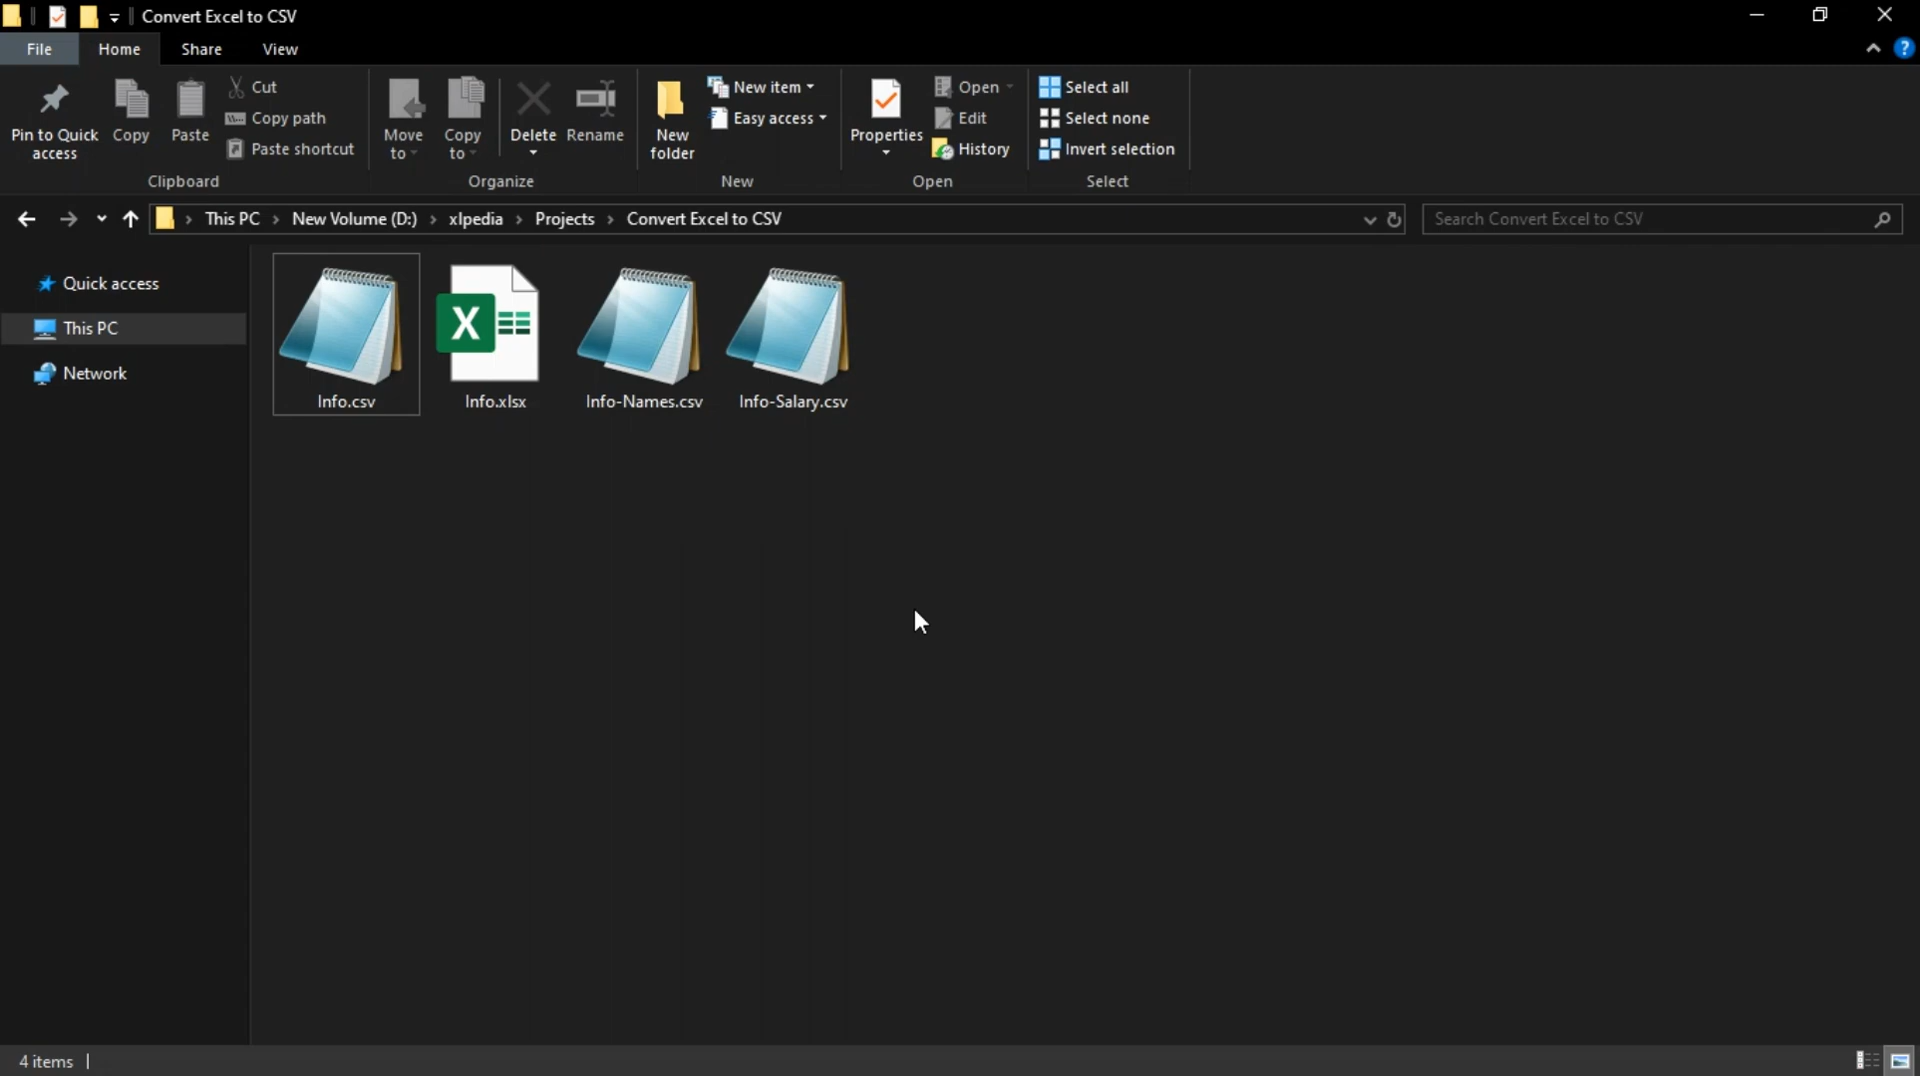 Convert Excel to CSV
File Home Share View
Pin to Quick access
Copy
Paste
Cut
Copy path
Paste shortcut
Clipboard
Move to
Copy to
Delete
Rename
Organize
New folder
New item
Easy access
New
Properties
Open
Edit
History
Open
Select all
Select none
Invert selection
Select
This PC > New Volume (D:) > xlpedia > Projects > Convert Excel to CSV
Search Convert Excel to CSV
Quick access
This PC
Network
Info.csv
X
Info.xlsx
Info-Names.csv
Info-Salary.csv
4 items